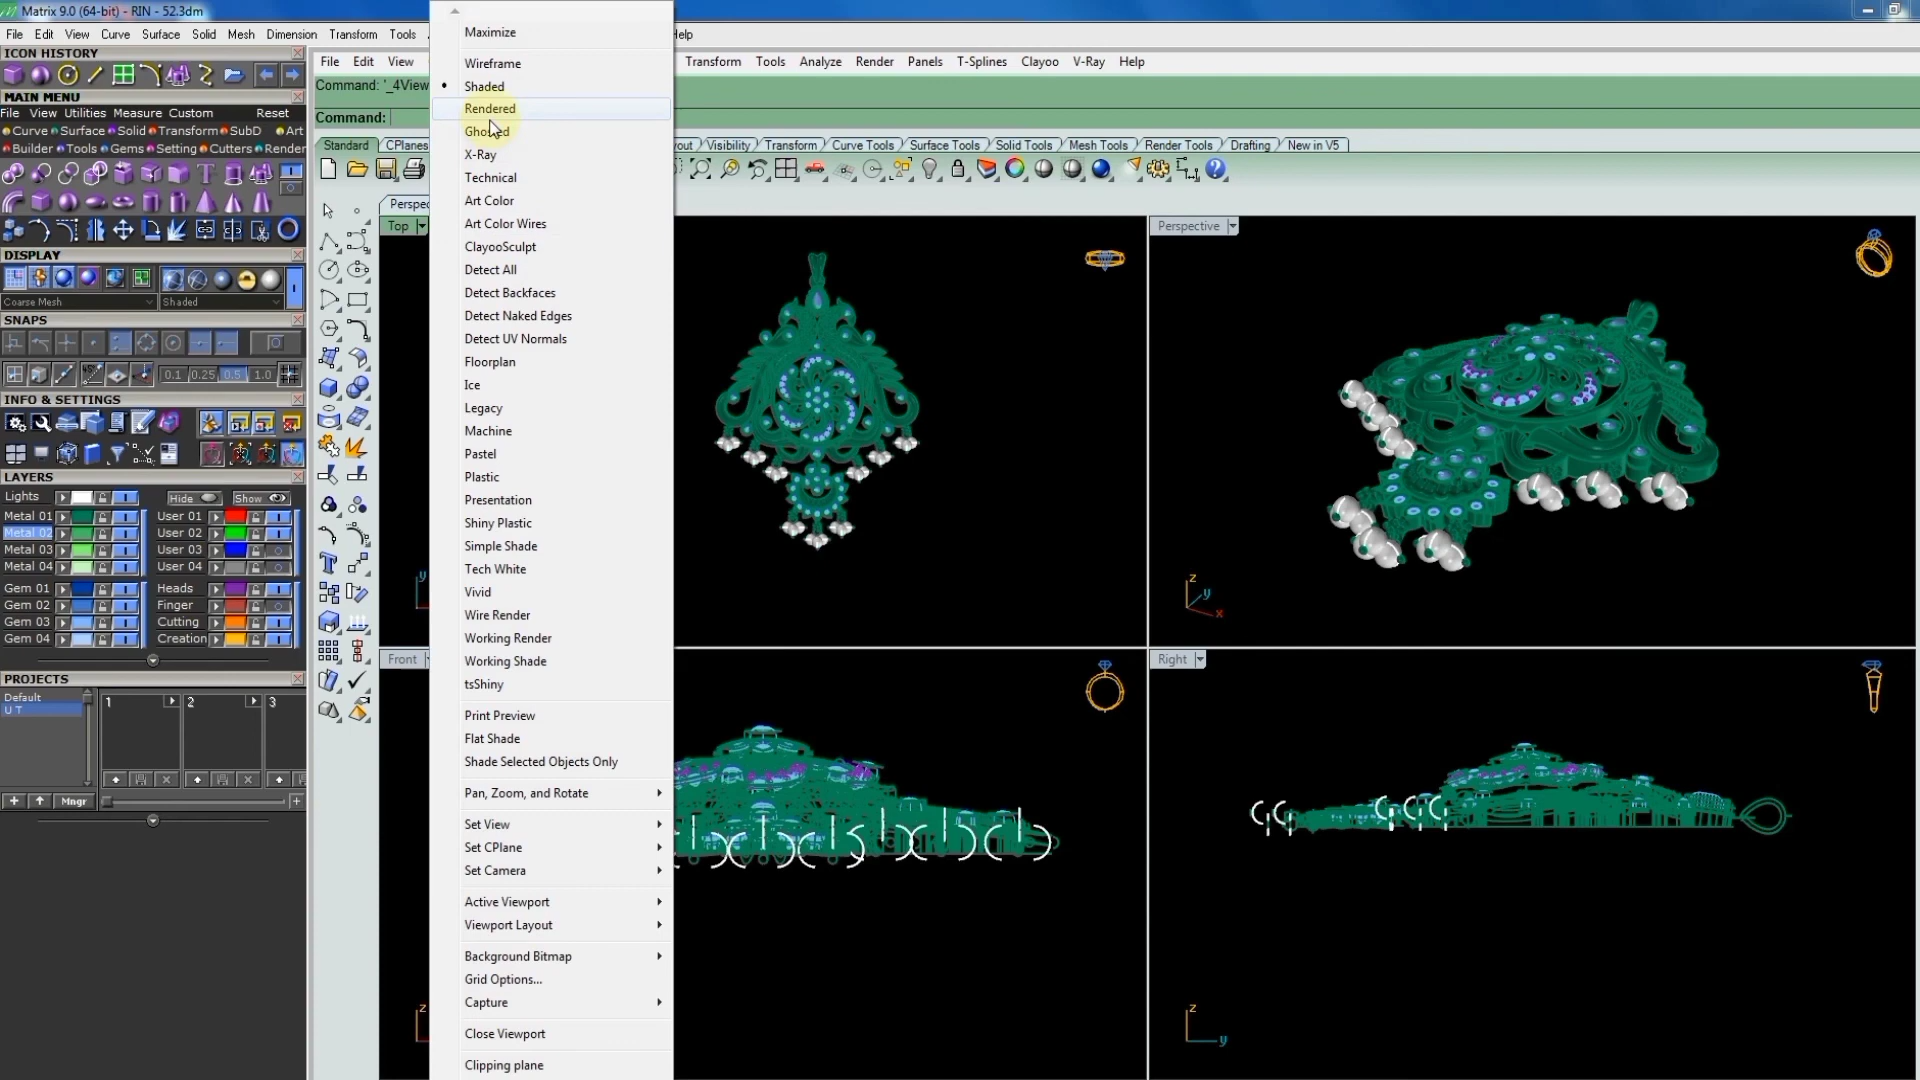 Matrix 9.0 (64-bit) - RIN - 52.3dm
File Edit View Curve Surface Solid Mesh Dimension Transform Tools
ICON HISTORY
MAIN MENU
File View Utilities Measure Custom Reset
Curve Surface Solid Transform SubD Art
Builder Tools Gems Setting Cutters Render
DISPLAY
Coarse Mesh Shaded
SNAPS
0.1 0.25 0.5 1.0
INFO & SETTINGS
LAYERS
Lights Hide Show
Metal 01 User 01
Metal 02 User 02
Metal 03 User 03
Metal 04 User 04
Gem 01 Heads
Gem 02 Finger
Gem 03 Cutting
Gem 04 Creation
PROJECTS
Default
U T
1 2 3
Mngr
File Edit View
Command: '_4View
Command:
Standard CPlanes
Perspec
Top
Front
Maximize
Wireframe
Shaded
Rendered
Ghosted
X-Ray
Technical
Art Color
Art Color Wires
ClayooSculpt
Detect All
Detect Backfaces
Detect Naked Edges
Detect UV Normals
Floorplan
Ice
Legacy
Machine
Pastel
Plastic
Presentation
Shiny Plastic
Simple Shade
Tech White
Vivid
Wire Render
Working Render
Working Shade
tsShiny
Print Preview
Flat Shade
Shade Selected Objects Only
Pan, Zoom, and Rotate
Set View
Set CPlane
Set Camera
Active Viewport
Viewport Layout
Background Bitmap
Grid Options...
Capture
Close Viewport
Clipping plane
Help
Transform Tools Analyze Render Panels T-Splines Clayoo V-Ray Help
out Visibility Transform Curve Tools Surface Tools Solid Tools Mesh Tools Render Tools Drafting New in V5
Perspective
Right
y
z
z
y
x
z
y